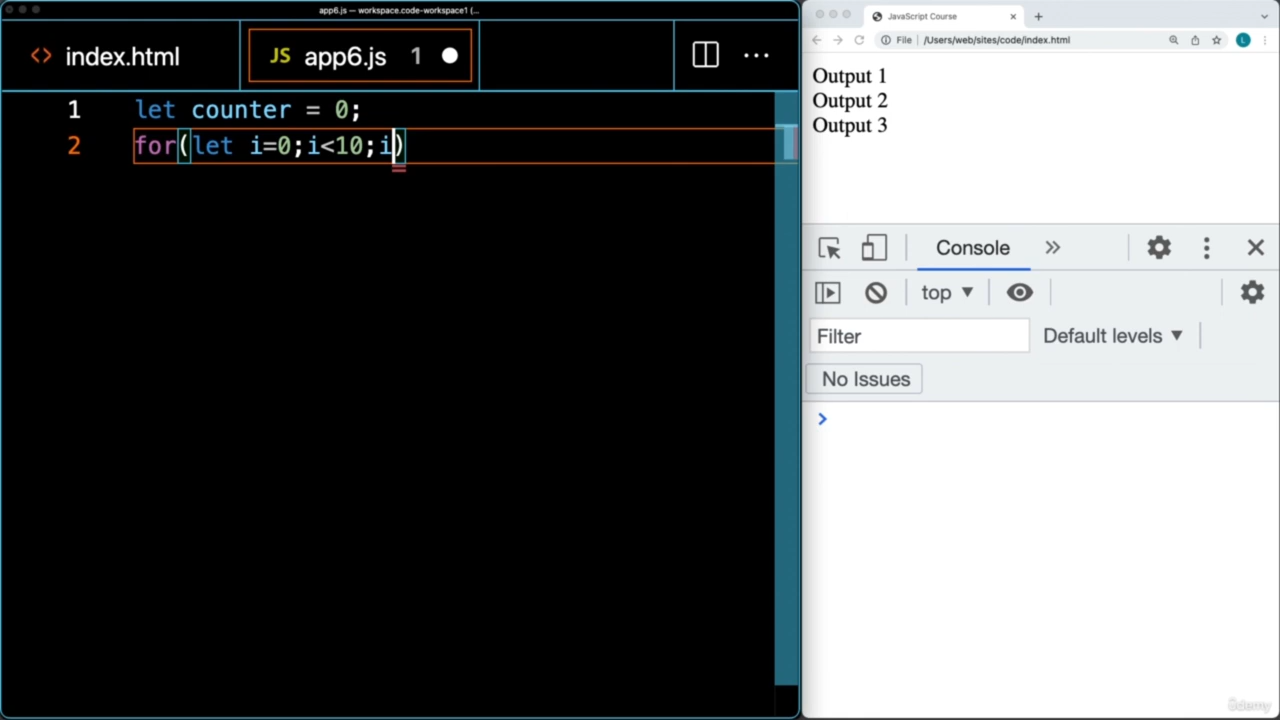 app6.js — workspace.code-workspace1 (...
<> index.html
JS app6.js 1
1 let counter = 0;
2 for(let i=0;i<10;i)
JavaScript Course
File /Users/web/sites/code/index.html
L
Output 1
Output 2
Output 3
Console
top
Filter
Default levels
No Issues
>
ûdemy